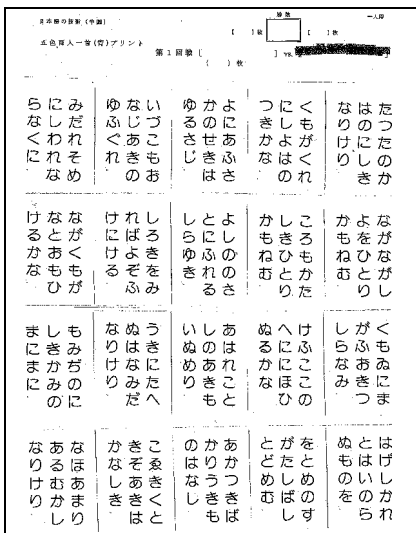 勝敗
一人用
[ ]枚 [ ]枚
五色百人一首(青)プリント
第1回戦 [ ] vs. [ ]
( )枚
たつたのか
はのにしき
なりけり
くもがくれ
にしよはの
つきかな
よにあふさ
かのせきは
ゆるさじ
いづこもお
なじあきの
ゆふぐれ
みだれそめ
にしわれな
らなくに
ながながし
よをひとり
かもねむ
ころもかた
しきひとり
かもねむ
よしののさ
とにふれる
しらゆき
しろきをみ
ればよぞふ
けにける
ながくもが
なとおもひ
けるかな
くもゐにま
がふおきつ
しらなみ
けふここの
へににほひ
ぬるかな
あはれこと
しのあきも
いぬめり
うきにたへ
ぬはなみだ
なりけり
もみぢのに
しきかみの
まにまに
はげしかれ
とはいのら
ぬものを
をとめのす
がたしばし
とどめむ
あかつきば
かりうきも
のはなし
こゑきくと
きぞあきは
かなしき
なほあまり
あるむかし
なりけり